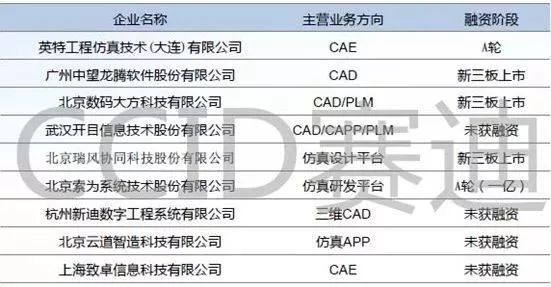 企业名称 主营业务方向 融资阶段
英特工程仿真技术(大连)有限公司 CAE A轮
广州中望龙腾软件股份有限公司 CAD 新三板上市
北京数码大方科技有限公司 CAD/PLM 新三板上市
武汉开目信息技术股份有限公司 CAD/CAPP/PLM 未获融资
北京瑞风协同科技股份有限公司 仿真设计平台 新三板上市
北京索为系统技术股份有限公司 仿真研发平台 A轮（一亿）
杭州新迪数字工程系统有限公司 三维CAD 未获融资
北京云道智造科技有限公司 仿真APP 未获融资
上海致卓信息科技有限公司 CAE 未获融资
CCID赛迪